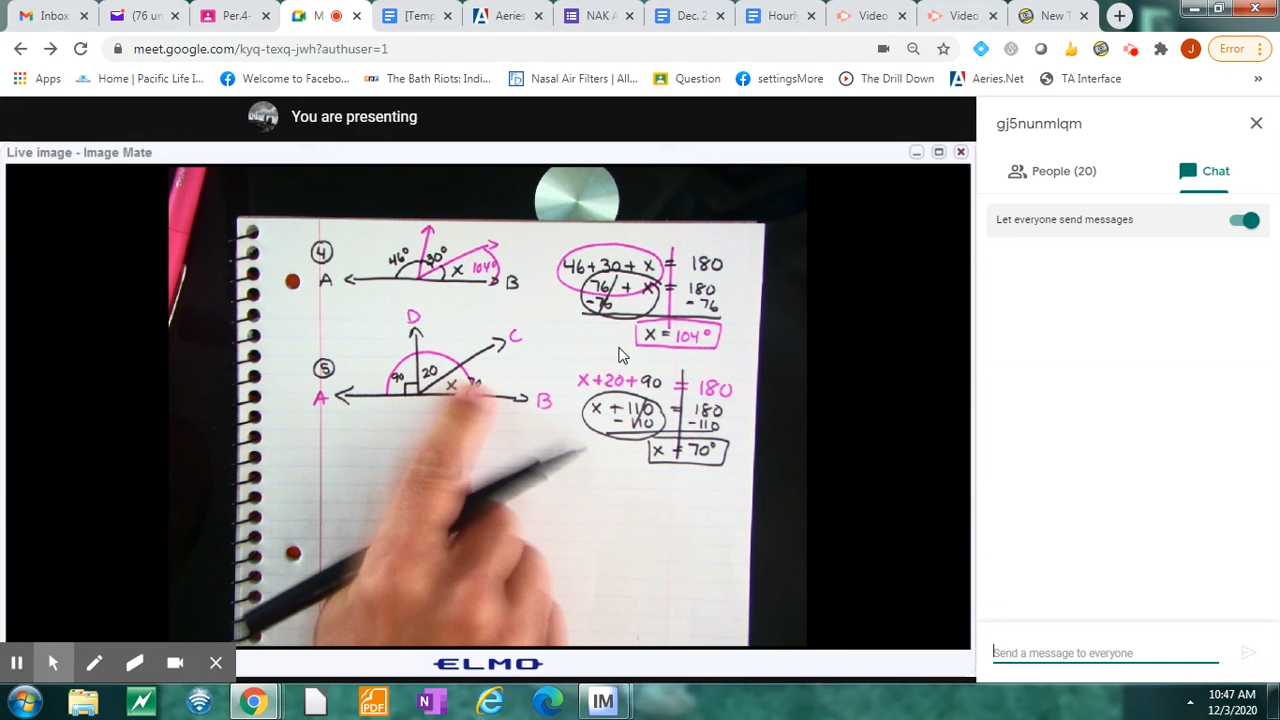 Inbox
(76 un
Per.4-
M
[Temp
Aeries
NAK A
Dec. 2
Hourly
Video
Video
New T
meet.google.com/kyq-texq-jwh?authuser=1
J
Error
Apps
Home | Pacific Life I...
Welcome to Facebo...
The Bath Riots: Indi...
Nasal Air Filters | All...
Question
settingsMore
The Drill Down
Aeries.Net
TA Interface
»
You are presenting
gj5nunmlqm
Live image - Image Mate
People (20)
Chat
Let everyone send messages
4
46° 30°
x 104°
A
B
46+30+x = 180
76 + x = 180
-76 -76
x = 104°
5
D
C
90 20
x
A
B
x+20+90 = 180
x + 110 = 180
- 110 -110
x = 70°
ELMO
Send a message to everyone
IM
10:47 AM
12/3/2020